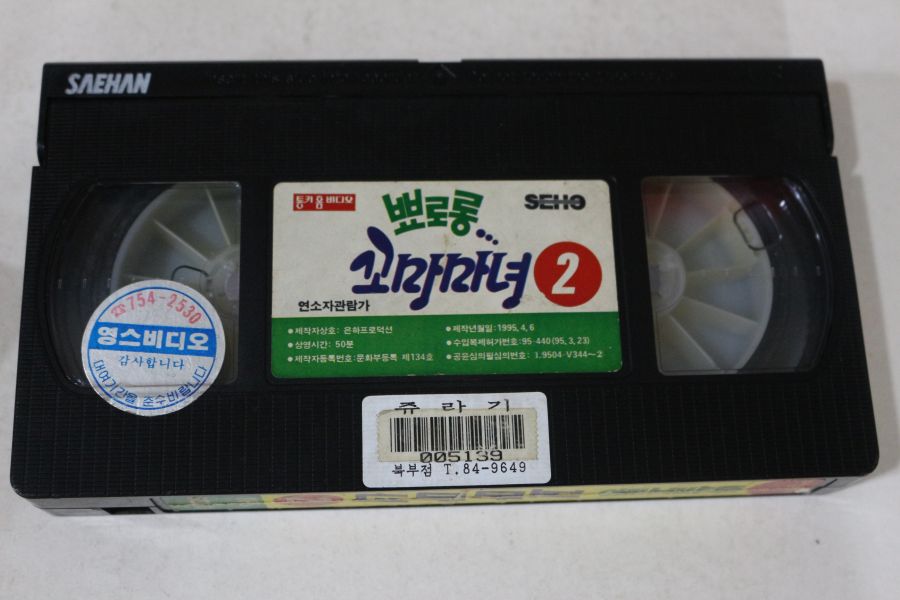 SAEHAN
통키움비디오
SEHO
뾰로롱...
꼬마마녀 2
연소자관람가
● 제작자상호: 은하프로덕션
● 상영시간: 50분
● 제작자등록번호: 문화부등록 제134호
● 제작년월일: 1995, 4, 6
● 수입복제허가번호: 95-440 (95, 3, 23)
● 공윤심의필심의번호: 1.9504-V344~2
☎754-2530
영스비디오
감사합니다
대여기간을 준수바랍니다
쥬라기
005139
북부점 T.84-9649